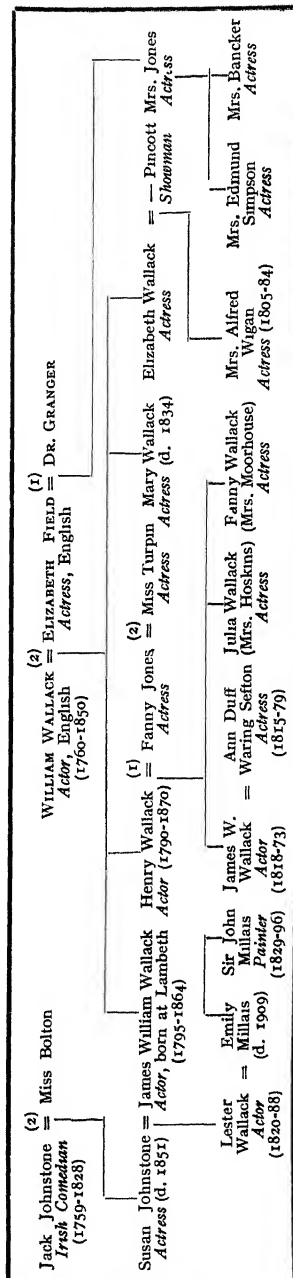 Jack Johnstone (2) = Miss Bolton
Irish Comedian
(1759-1828)
WILLIAM WALLACK (2) = ELIZABETH FIELD (1) = DR. GRANGER
Actor, English
(1760-1850)
Actress, English
Susan Johnstone = James William Wallack
Actress (d. 1851)
Actor, born at Lambeth
(1795-1864)
Henry Wallack (1) = Fanny Jones (2) = Miss Turpin
Actor (1790-1870)
Actress
Actress
Mary Wallack
Actress (d. 1834)
Elizabeth Wallack = — Pincott
Actress
Showman
Mrs. Jones
Actress
Lester Wallack = Emily Millais
Actor
(1820-88)
(d. 1909)
Sir John Millais
Painter
(1829-96)
James W. Wallack = Ann Duff Waring Sefton
Actor
(1818-73)
Actress
(1815-79)
Julia Wallack
(Mrs. Hoskins)
Actress
Fanny Wallack
(Mrs. Moorhouse)
Actress
Mrs. Alfred Wigan
Actress (1805-84)
Mrs. Edmund Simpson
Actress
Mrs. Bancker
Actress